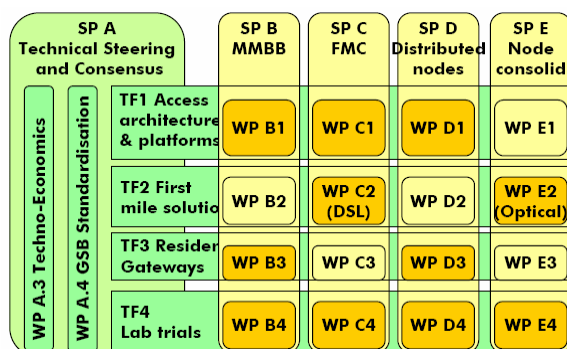 SP A
Technical Steering
and Consensus
SP B
MMBB
SP C
FMC
SP D
Distributed
nodes
SP E
Node
consolid
WP A.3 Techno-Economics
WP A.4 GSB Standardisation
TF1 Access
architecture
& platforms
WP B1
WP C1
WP D1
WP E1
TF2 First
mile solutio
WP B2
WP C2
(DSL)
WP D2
WP E2
(Optical)
TF3 Residen
Gateways
WP B3
WP C3
WP D3
WP E3
TF4
Lab trials
WP B4
WP C4
WP D4
WP E4